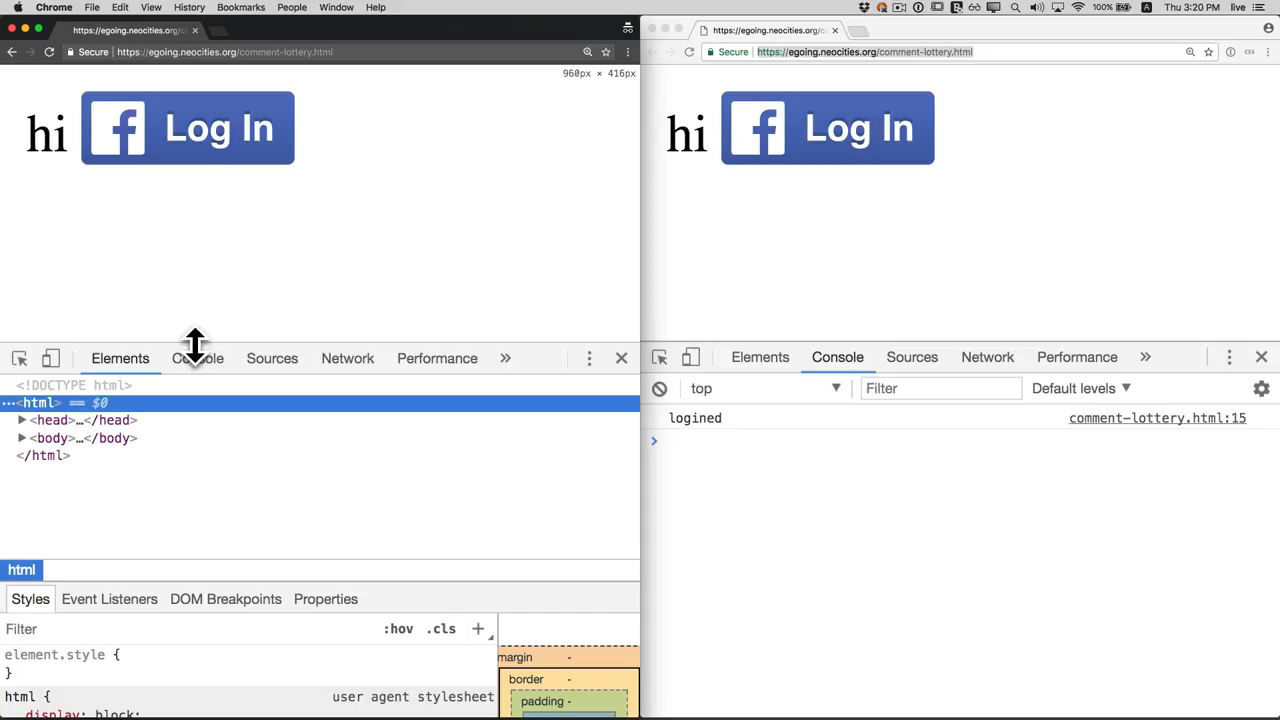 Chrome File Edit View History Bookmarks People Window Help 100% A Thu 3:20 PM live
https://egoing.neocities.org/c
Secure https://egoing.neocities.org/comment-lottery.html
960px × 416px
hi f Log In
Elements Console Sources Network Performance »
<!DOCTYPE html>
<html> == $0
<head>…</head>
<body>…</body>
</html>
html
Styles Event Listeners DOM Breakpoints Properties
Filter :hov .cls +
element.style {
}
html { user agent stylesheet
display: block;
margin -
border -
padding -
https://egoing.neocities.org/c
Secure https://egoing.neocities.org/comment-lottery.html CSS
hi f Log In
Elements Console Sources Network Performance »
top Filter Default levels
logined comment-lottery.html:15